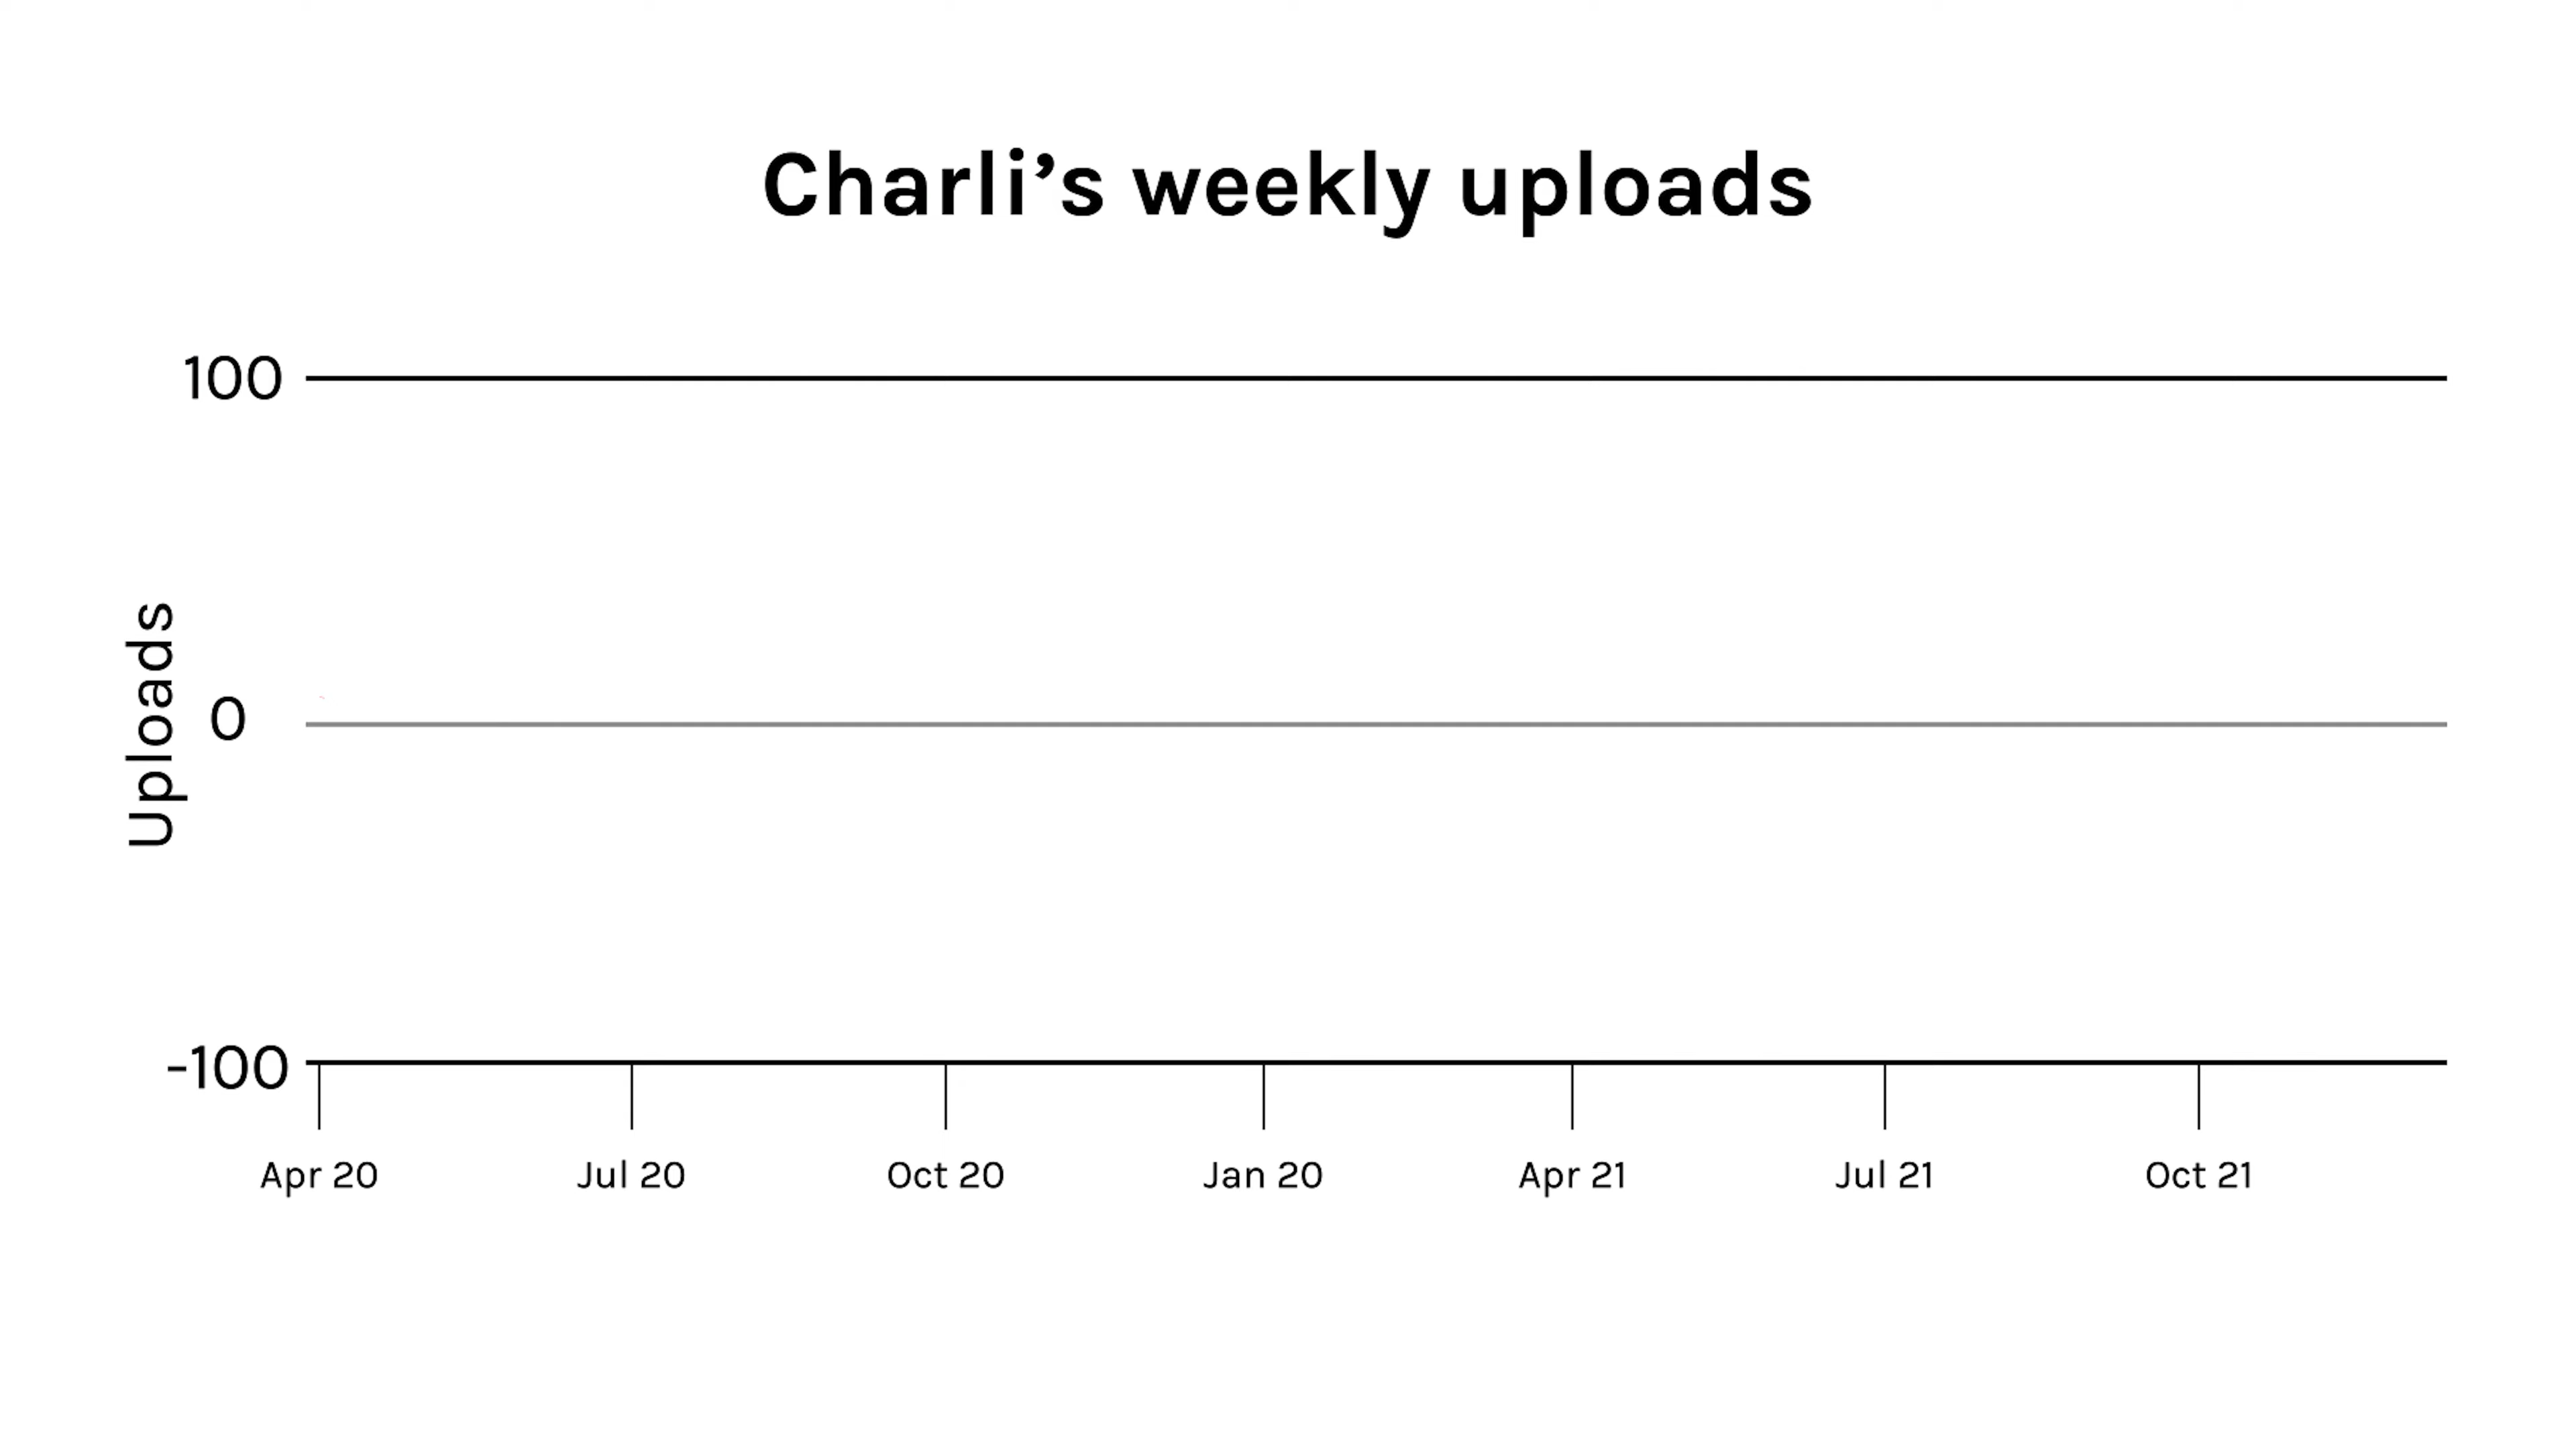 Charli’s weekly uploads
100
Uploads
0
-100
Apr 20
Jul 20
Oct 20
Jan 20
Apr 21
Jul 21
Oct 21